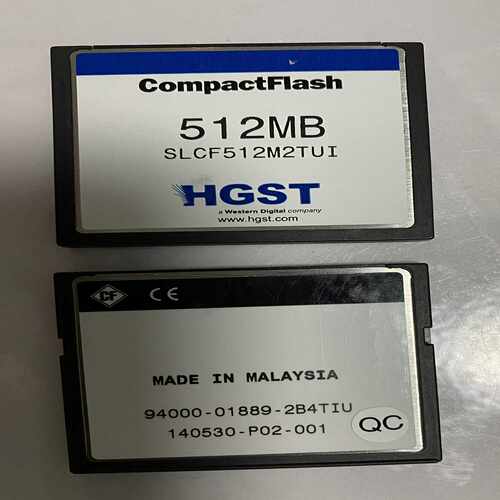 CompactFlash
512MB
SLCF512M2TUI
HGST
a Western Digital company
www.hgst.com
CF CE
MADE IN MALAYSIA
94000-01889-2B4TIU
140530-P02-001
QC